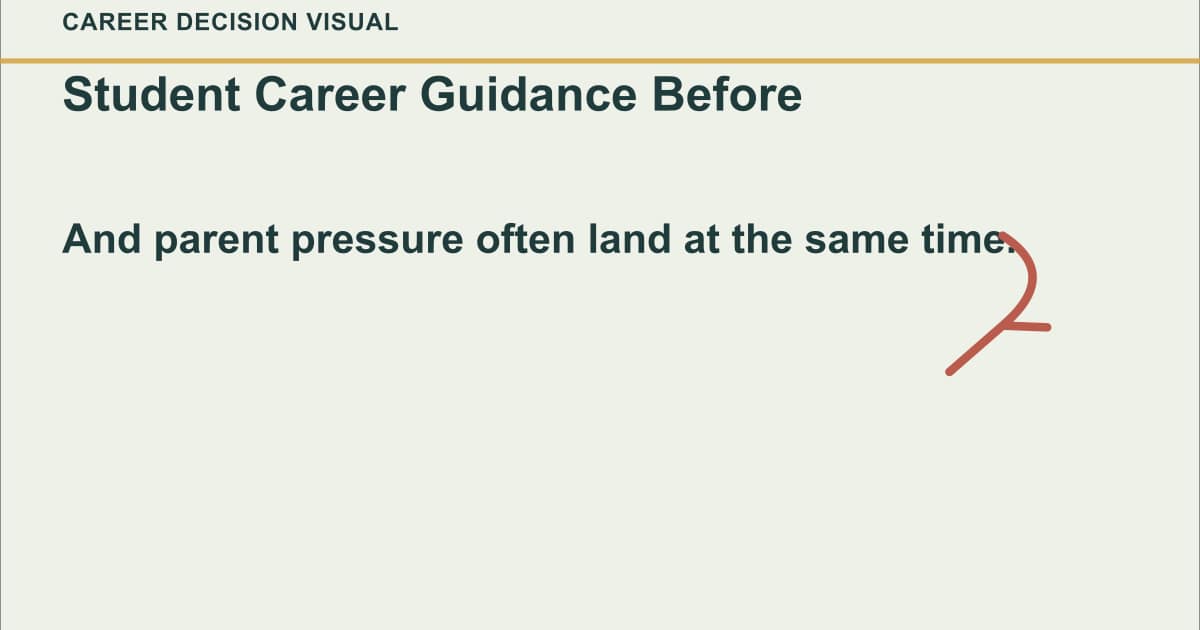 CAREER DECISION VISUAL
Student Career Guidance Before
And parent pressure often land at the same time.